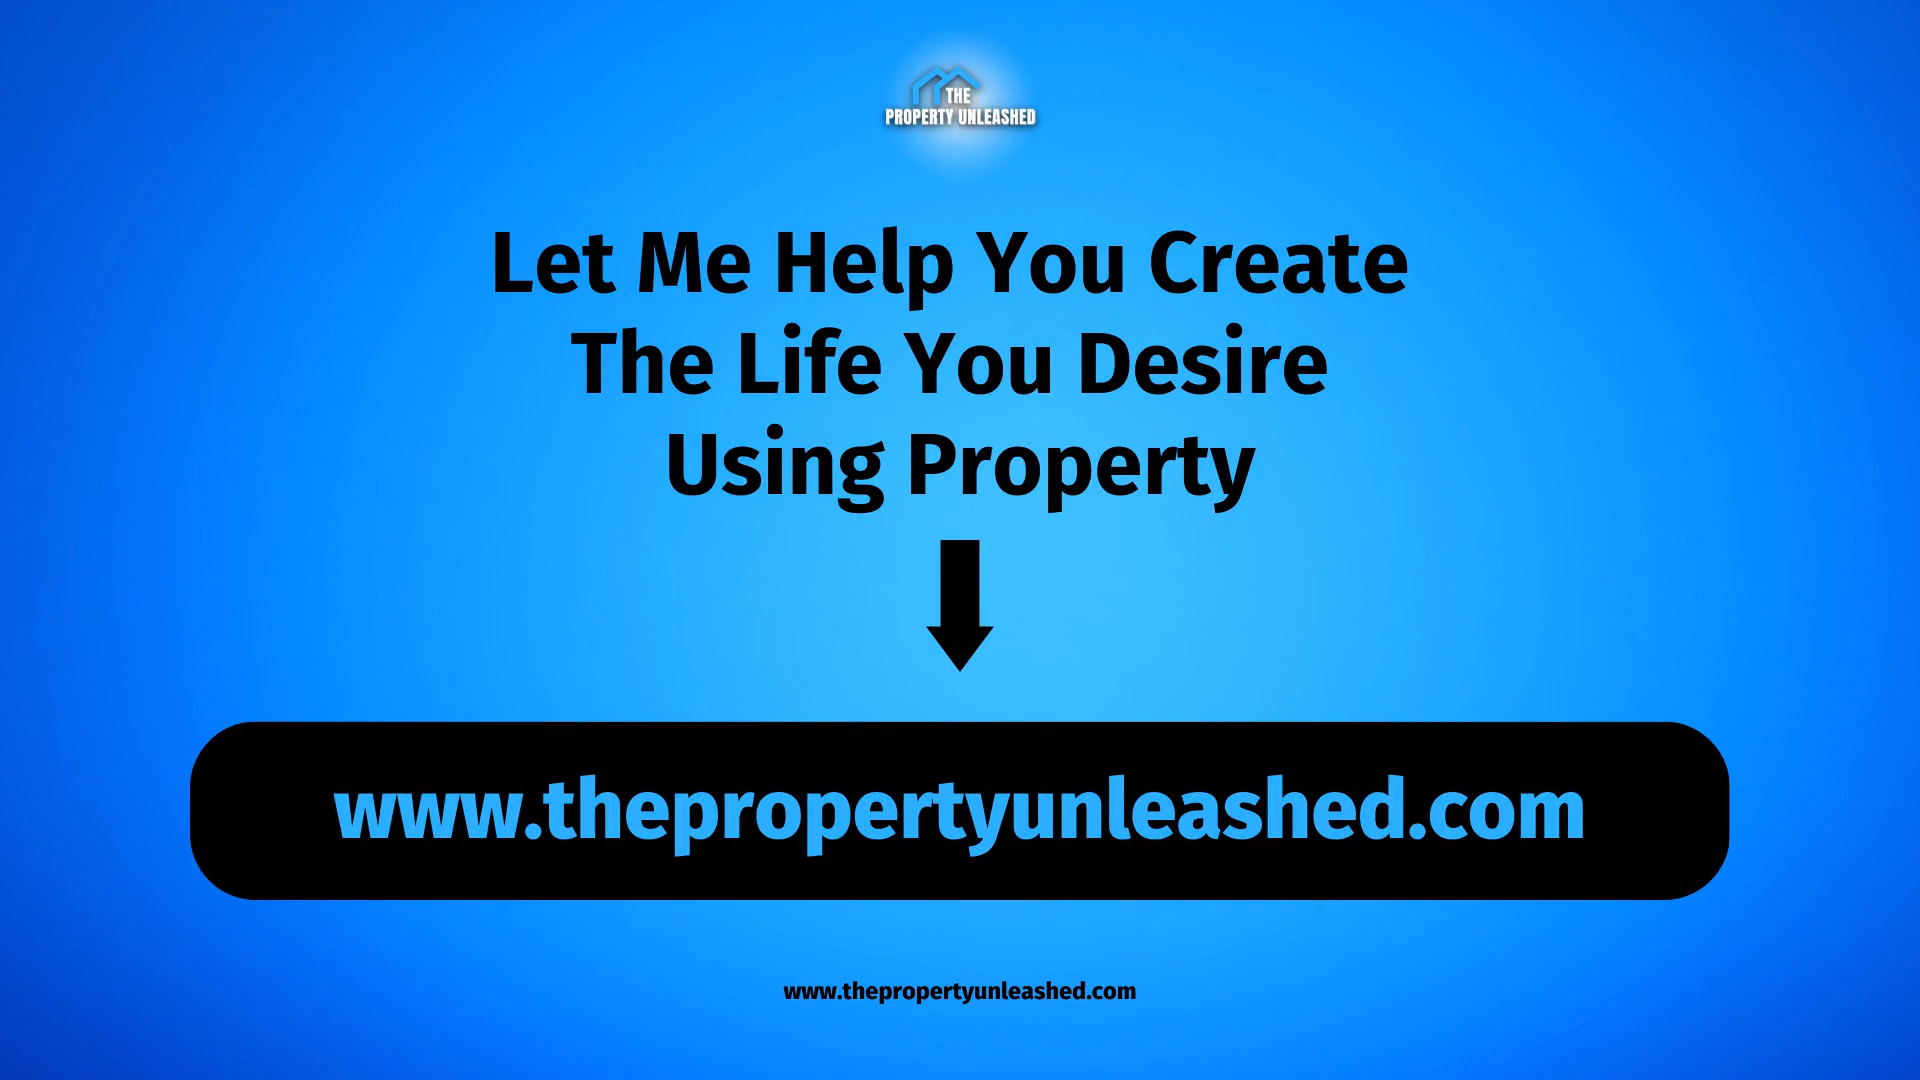 THE
PROPERTY UNLEASHED
Let Me Help You Create
The Life You Desire
Using Property
www.thepropertyunleashed.com
www.thepropertyunleashed.com